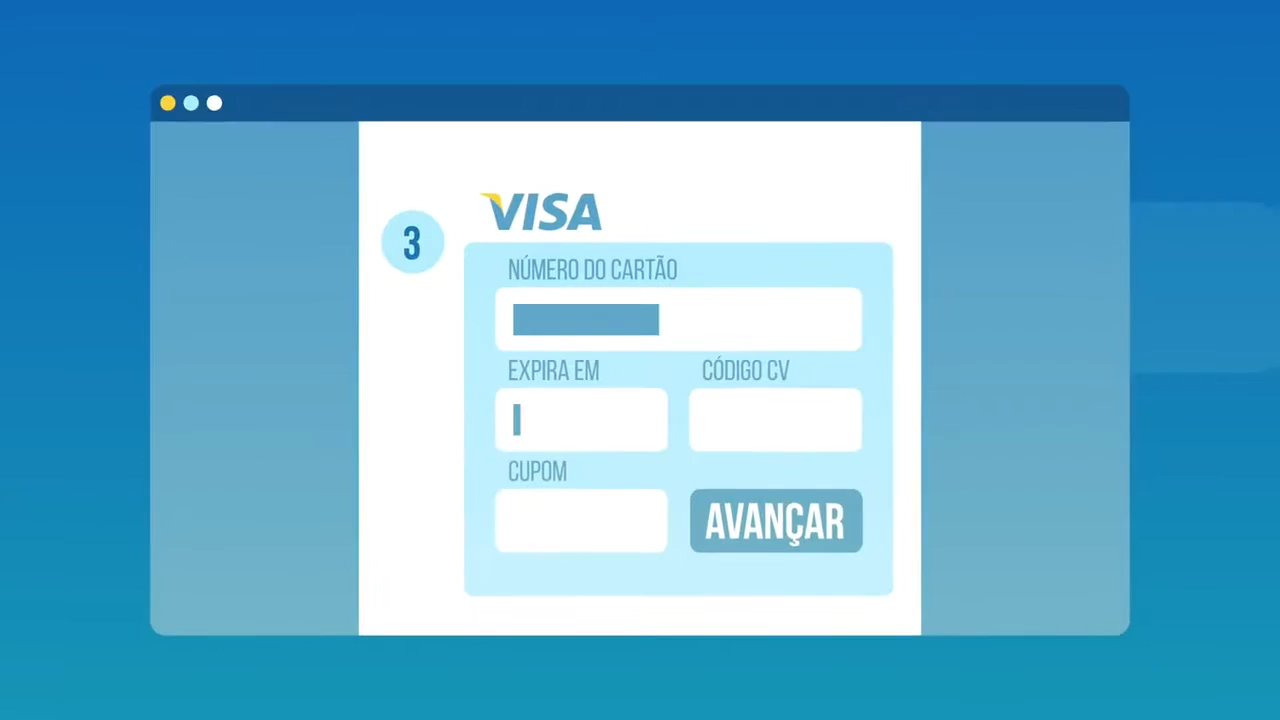 VISA
3
NÚMERO DO CARTÃO
EXPIRA EM
CÓDIGO CV
CUPOM
AVANÇAR